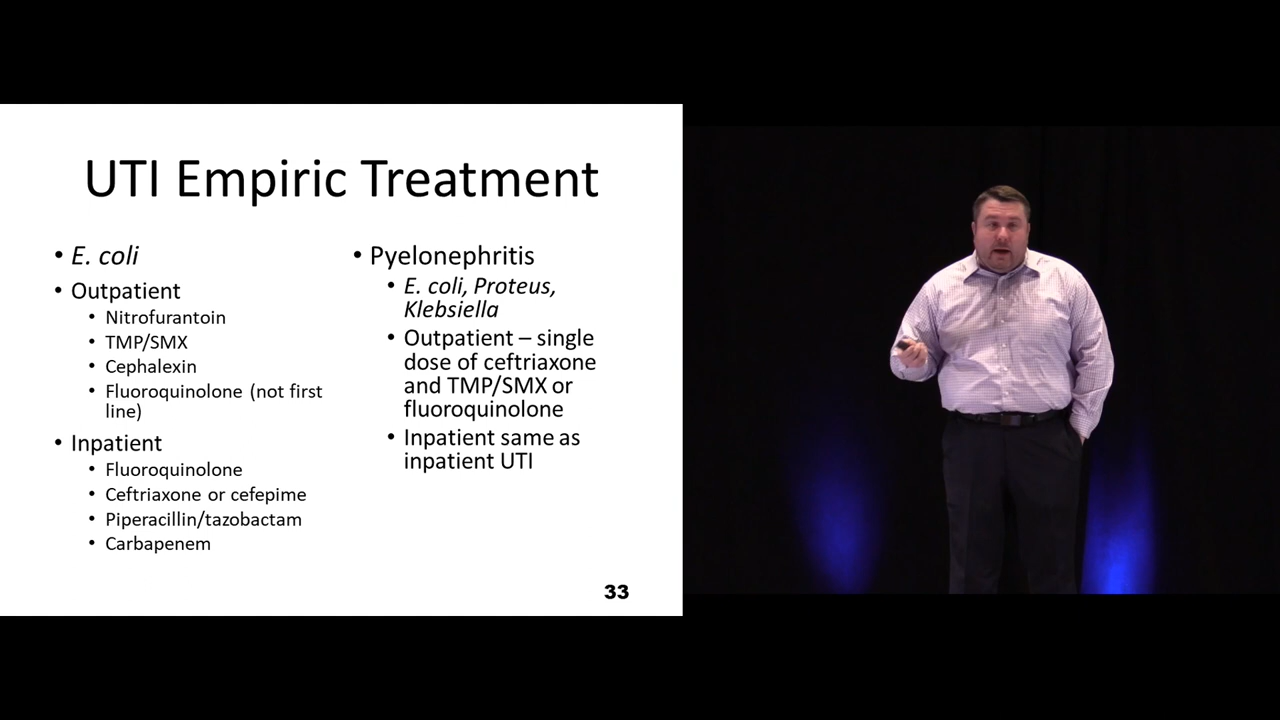 UTI Empiric Treatment
• E. coli
• Outpatient
• Nitrofurantoin
• TMP/SMX
• Cephalexin
• Fluoroquinolone (not first
line)
• Inpatient
• Fluoroquinolone
• Ceftriaxone or cefepime
• Piperacillin/tazobactam
• Carbapenem
• Pyelonephritis
• E. coli, Proteus,
Klebsiella
• Outpatient – single
dose of ceftriaxone
and TMP/SMX or
fluoroquinolone
• Inpatient same as
inpatient UTI
33